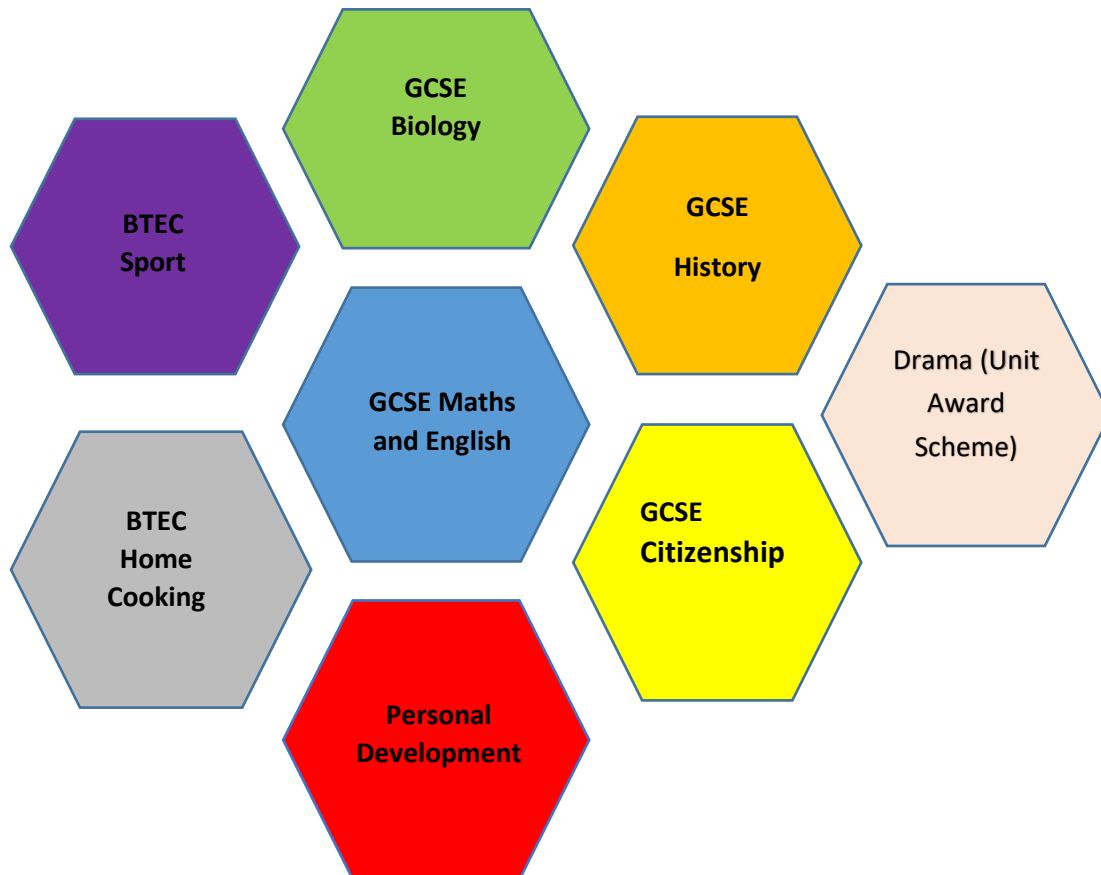 GCSE
Biology
BTEC
Sport
GCSE
History
Drama (Unit
Award
Scheme)
GCSE Maths
and English
BTEC
Home
Cooking
GCSE
Citizenship
Personal
Development